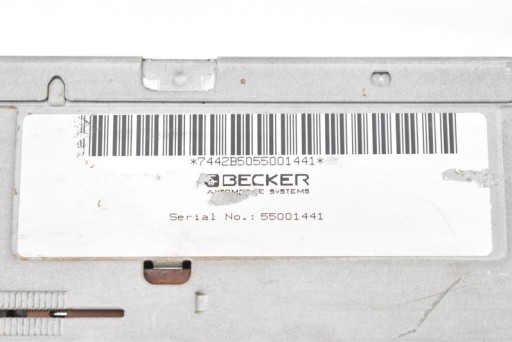 *7442B5055001441*
BECKER
AUTOMOTIVE SYSTEMS
Serial No.: 55001441